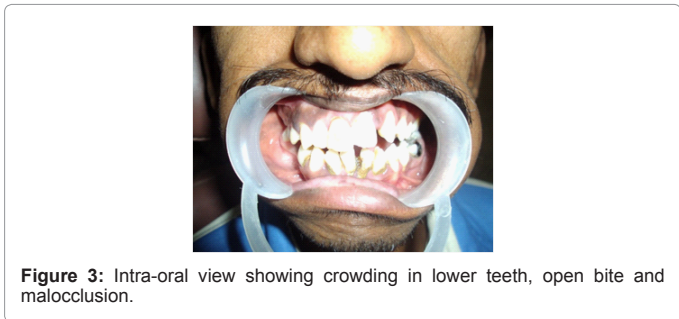 Figure 3: Intra-oral view showing crowding in lower teeth, open bite and
malocclusion.